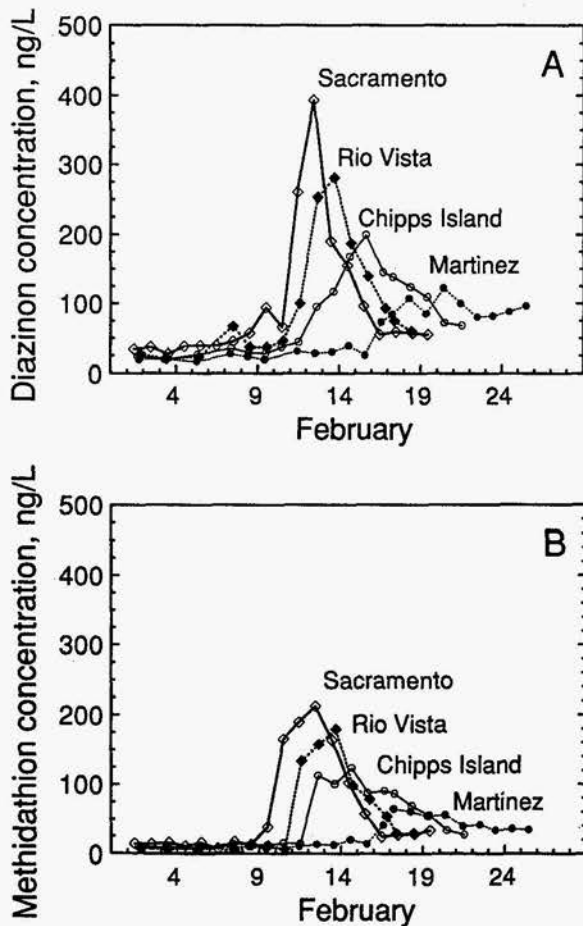 Diazinon concentration, ng/L
500
400
300
200
100
0
A
Sacramento
Rio Vista
Chipps Island
Martinez
4 9 14 19 24
February
Methidathion concentration, ng/L
500
400
300
200
100
0
B
Sacramento
Rio Vista
Chipps Island
Martinez
4 9 14 19 24
February